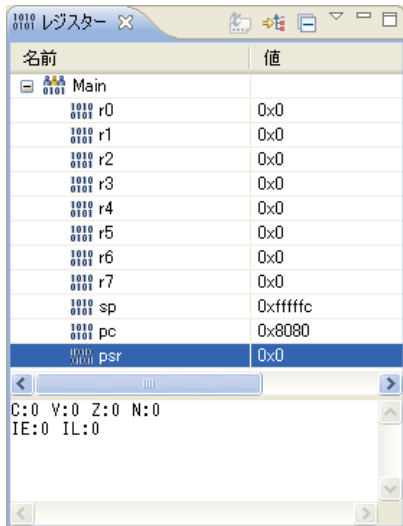 レジスター
名前 値
Main
r0 0x0
r1 0x0
r2 0x0
r3 0x0
r4 0x0
r5 0x0
r6 0x0
r7 0x0
sp 0xfffffc
pc 0x8080
psr 0x0
C:0 V:0 Z:0 N:0
IE:0 IL:0